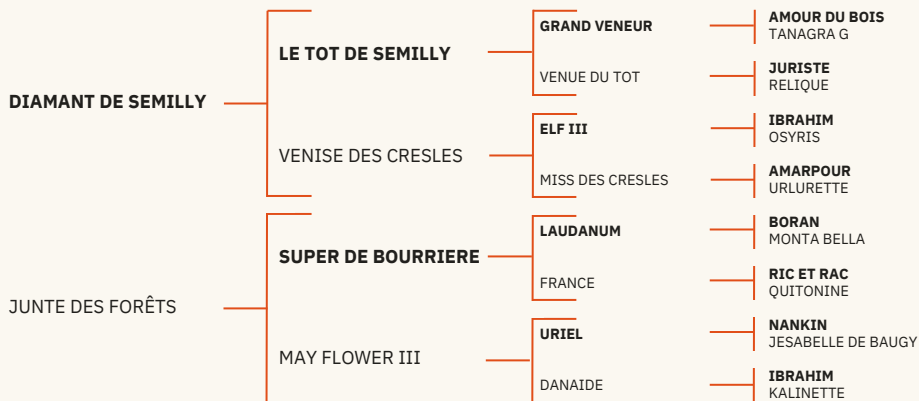 DIAMANT DE SEMILLY
LE TOT DE SEMILLY
GRAND VENEUR
AMOUR DU BOIS
TANAGRA G
VENUE DU TOT
JURISTE
RELIQUE
VENISE DES CRESLES
ELF III
IBRAHIM
OSYRIS
MISS DES CRESLES
AMARPOUR
URLURETTE
JUNTE DES FORÊTS
SUPER DE BOURRIERE
LAUDANUM
BORAN
MONTA BELLA
FRANCE
RIC ET RAC
QUITONINE
MAY FLOWER III
URIEL
NANKIN
JESABELLE DE BAUGY
DANAIDE
IBRAHIM
KALINETTE